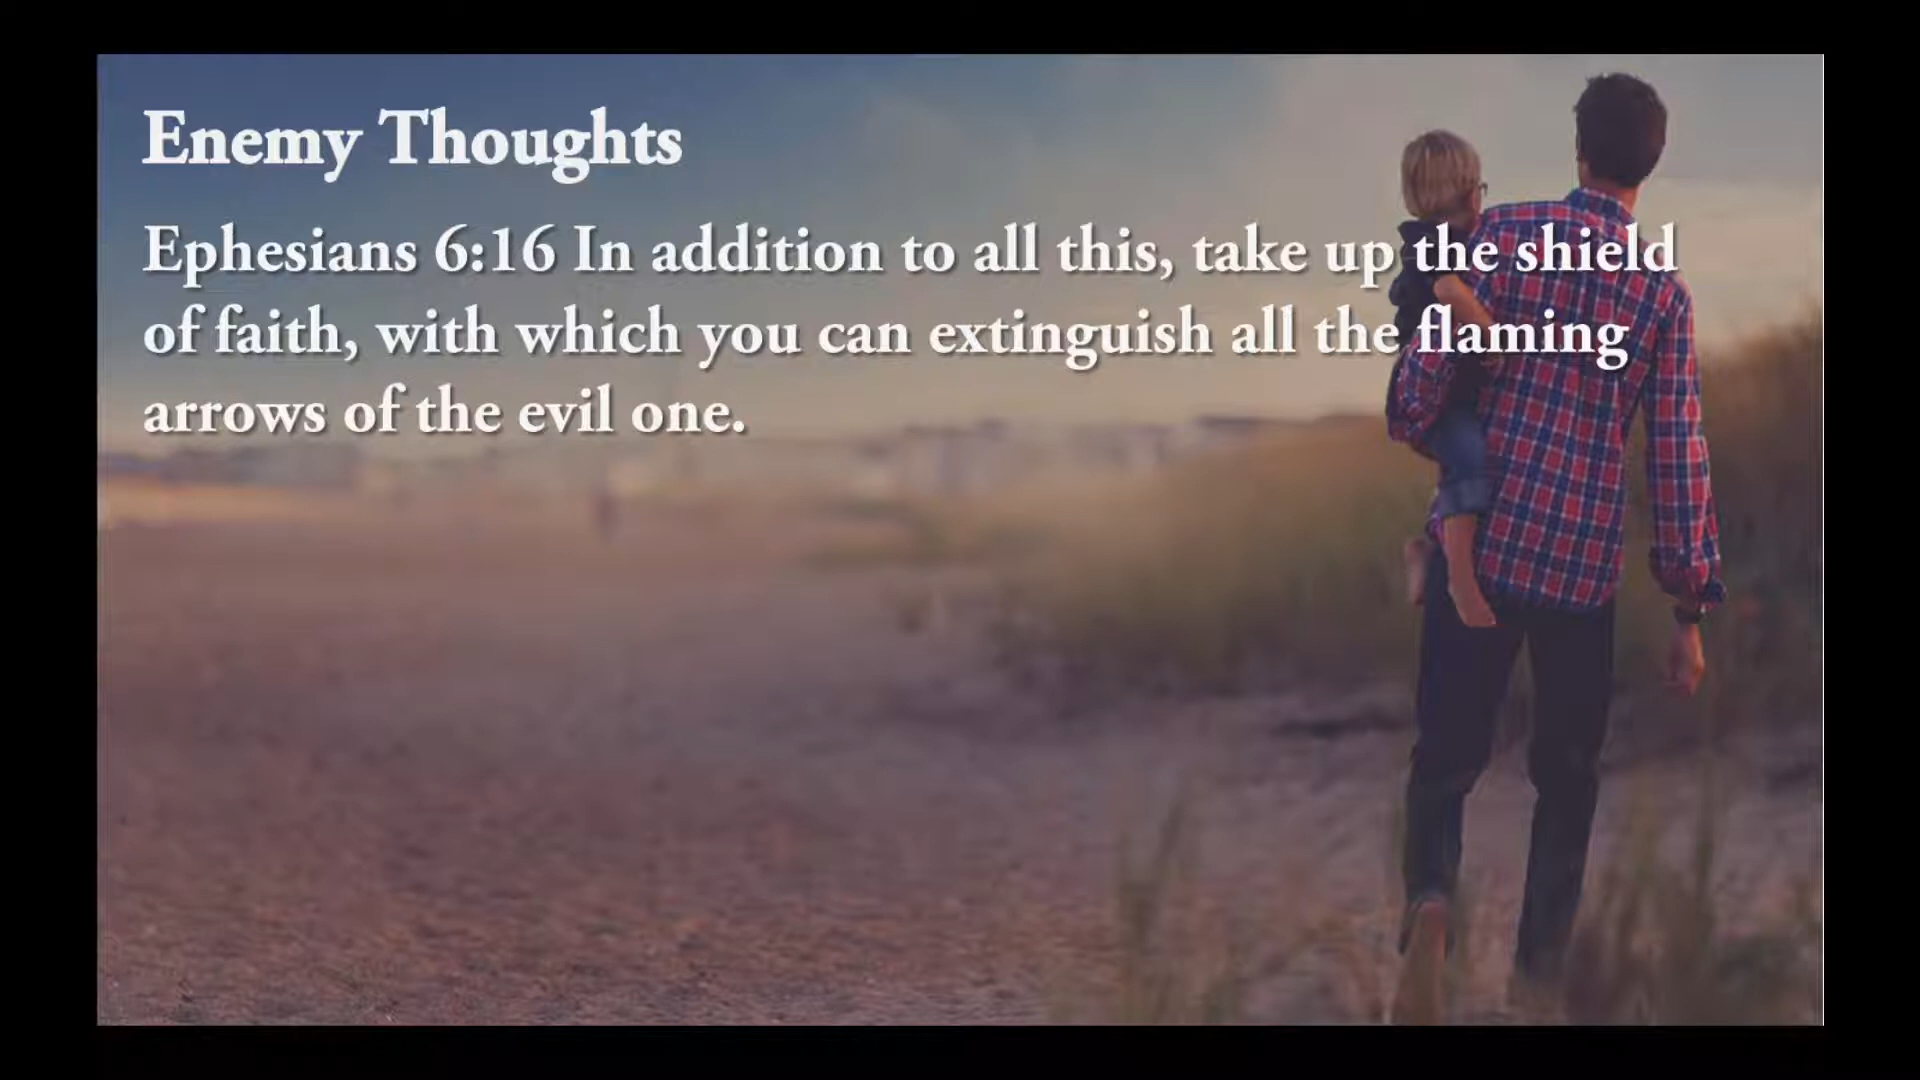 Enemy Thoughts
Ephesians 6:16 In addition to all this, take up the shield
of faith, with which you can extinguish all the flaming
arrows of the evil one.